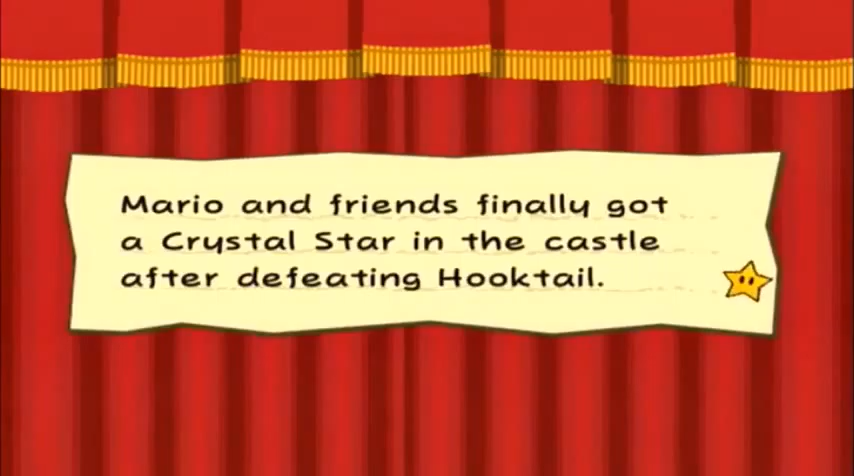 Mario and friends finally got
a Crystal Star in the castle
after defeating Hooktail.